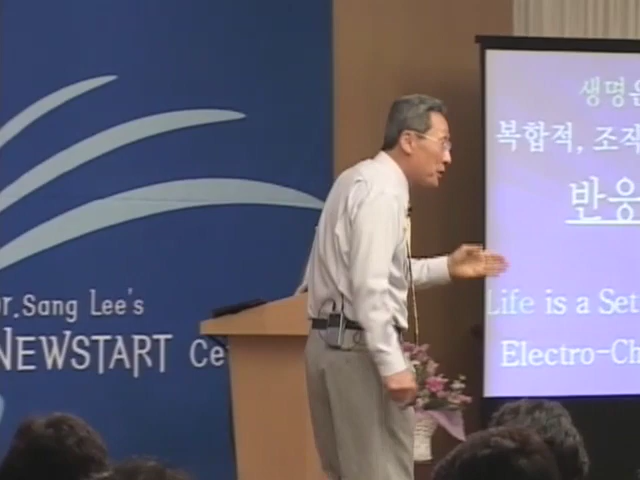 Dr. Sang Lee's
NEWSTART Ce
생명은
복합적, 조직
반응
Life is a Set
Electro-Ch